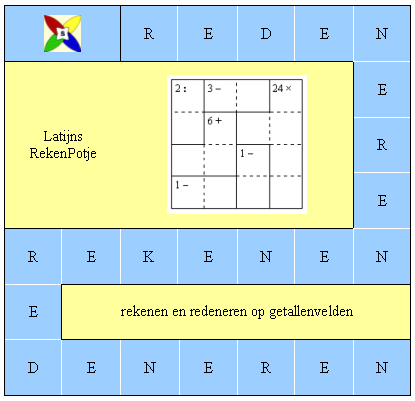 R E D E N
2 : 3 – 24 ×
E
6 +
Latijns
RekenPotje
R
1 –
1 –
E
R E K E N E N
E
rekenen en redeneren op getallenvelden
D E N E R E N